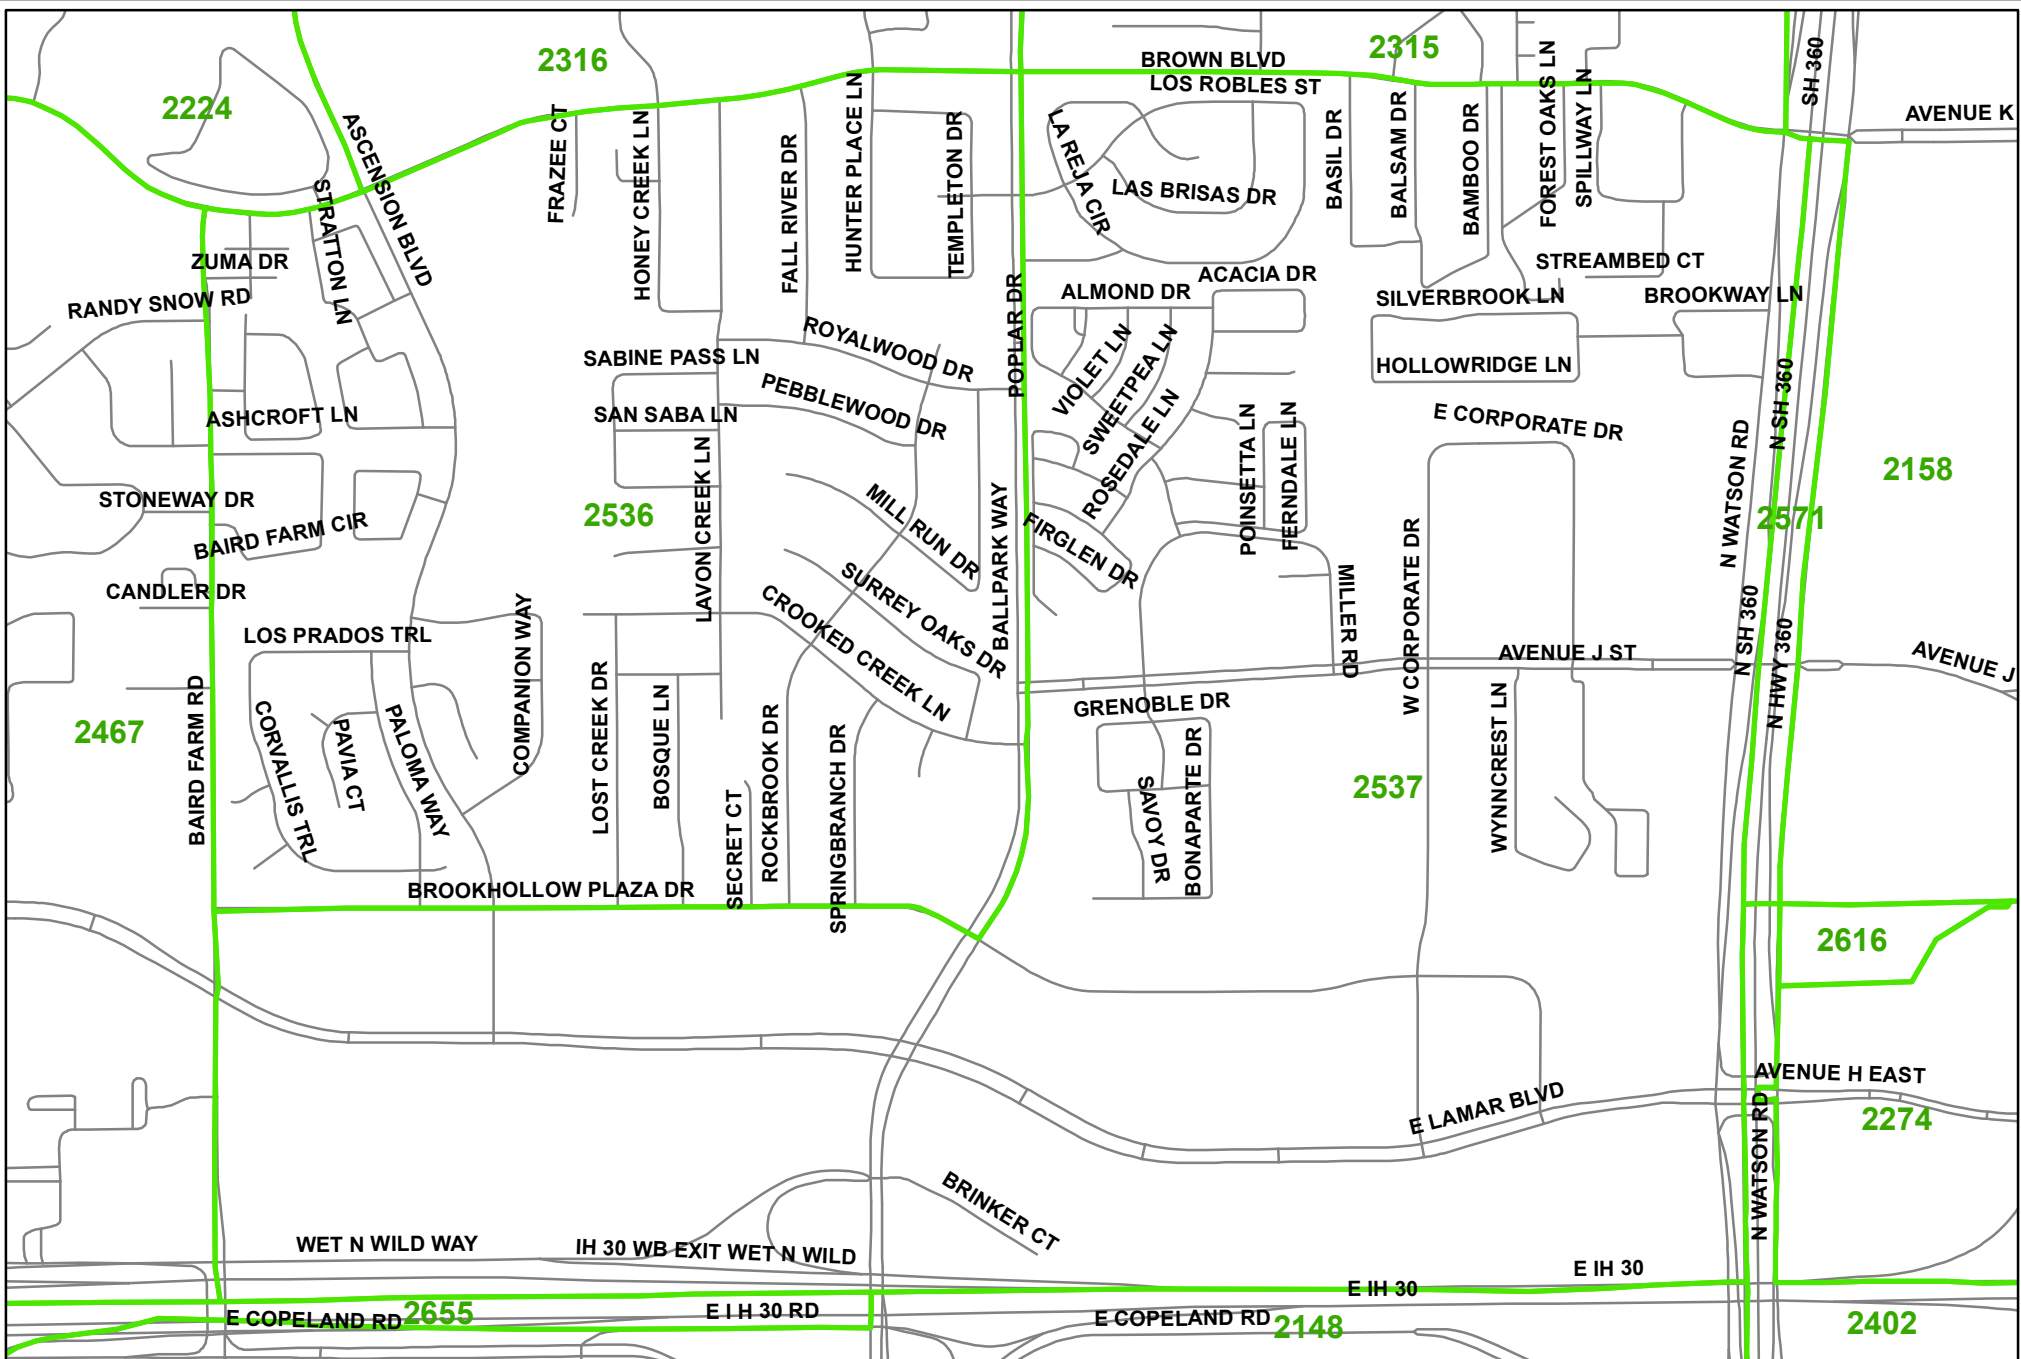 2316
2315
BROWN BLVD
LOS ROBLES ST
SH 360
AVENUE K
2224
ASCENSION BLVD
FRAZEE CT
HONEY CREEK LN
FALL RIVER DR
HUNTER PLACE LN
TEMPLETON DR
LA REJA CIR
LAS BRISAS DR
BASIL DR
BALSAM DR
BAMBOO DR
FOREST OAKS LN
SPILLWAY LN
STRATTON LN
ZUMA DR
RANDY SNOW RD
ACACIA DR
ALMOND DR
STREAMBED CT
SILVERBROOK LN
BROOKWAY LN
POPLAR DR
ROYALWOOD DR
SABINE PASS LN
PEBBLEWOOD DR
SAN SABA LN
VIOLET LN
SWEETPEA LN
ROSEDALE LN
HOLLOWRIDGE LN
E CORPORATE DR
N SH 360
N WATSON RD
ASHCROFT LN
STONEWAY DR
BAIRD FARM CIR
CANDLER DR
2536
LAVON CREEK LN
MILL RUN DR
BALLPARK WAY
FIRGLEN DR
POINSETTA LN
FERNDALE LN
2158
2571
SURREY OAKS DR
CROOKED CREEK LN
MILLER RD
W CORPORATE DR
N SH 360
N HWY 360
LOS PRADOS TRL
COMPANION WAY
AVENUE J ST
AVENUE J
GRENOBLE DR
2467
BAIRD FARM RD
CORVALLIS TRL
PAVIA CT
PALOMA WAY
LOST CREEK DR
BOSQUE LN
SECRET CT
ROCKBROOK DR
SPRINGBRANCH DR
SAVOY DR
BONAPARTE DR
2537
WYNNCREST LN
BROOKHOLLOW PLAZA DR
2616
AVENUE H EAST
E LAMAR BLVD
2274
N WATSON RD
BRINKER CT
WET N WILD WAY
IH 30 WB EXIT WET N WILD
E IH 30
E IH 30
E COPELAND RD
2655
E I H 30 RD
E COPELAND RD
2148
2402